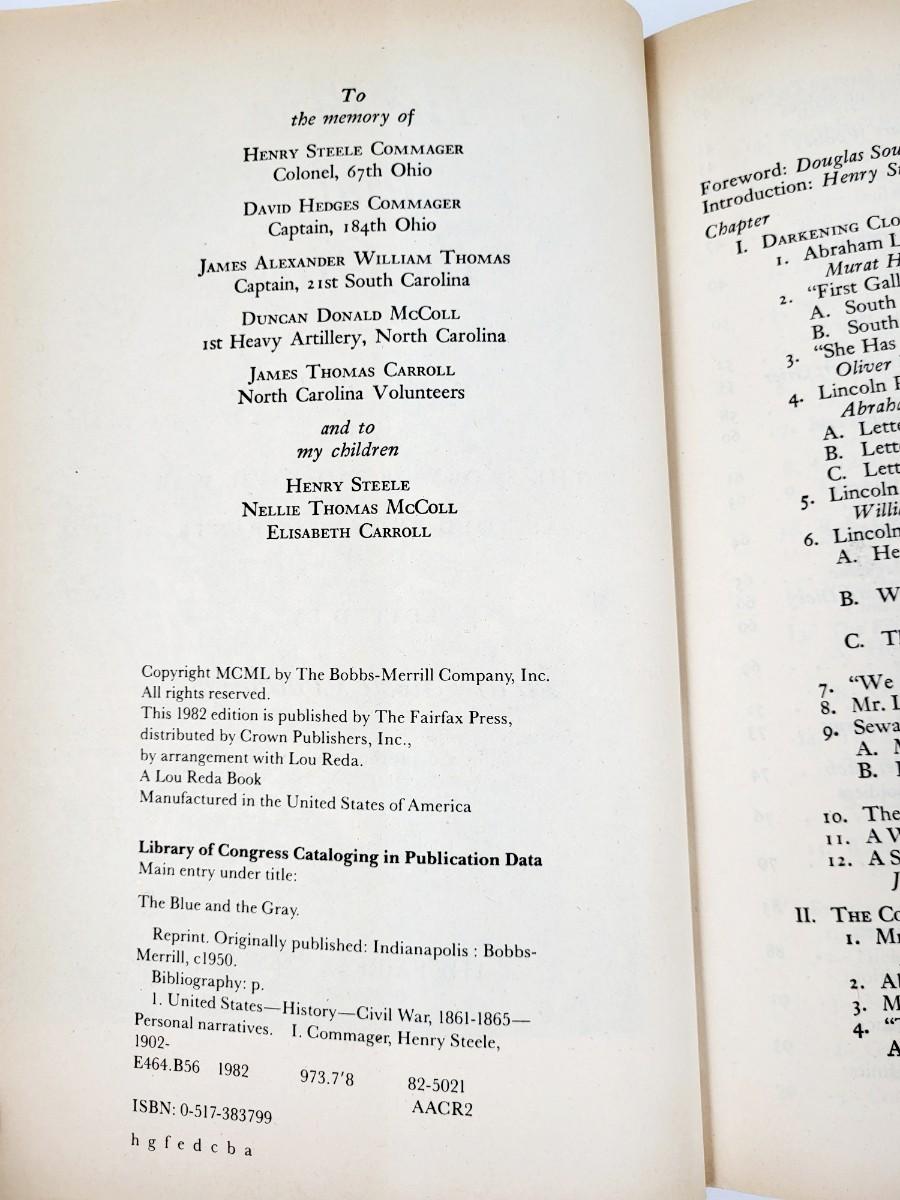 To
the memory of
HENRY STEELE COMMAGER
Colonel, 67th Ohio
DAVID HEDGES COMMAGER
Captain, 184th Ohio
JAMES ALEXANDER WILLIAM THOMAS
Captain, 21st South Carolina
DUNCAN DONALD MCCOLL
1st Heavy Artillery, North Carolina
JAMES THOMAS CARROLL
North Carolina Volunteers
and to
my children
HENRY STEELE
NELLIE THOMAS MCCOLL
ELISABETH CARROLL
Copyright MCML by The Bobbs-Merrill Company, Inc.
All rights reserved.
This 1982 edition is published by The Fairfax Press,
distributed by Crown Publishers, Inc.,
by arrangement with Lou Reda.
A Lou Reda Book
Manufactured in the United States of America
Library of Congress Cataloging in Publication Data
Main entry under title:
The Blue and the Gray.
Reprint. Originally published: Indianapolis : Bobbs-
Merrill, c1950.
Bibliography: p.
1. United States—History—Civil War, 1861-1865—
Personal narratives. I. Commager, Henry Steele,
1902-
E464.B56 1982 973.7'8 82-5021
AACR2
ISBN: 0-517-383799
h g f e d c b a
Foreword: Douglas Sou
Introduction: Henry St
Chapter
I. DARKENING CLO
1. Abraham L
Murat H
2. "First Gall
A. South
B. South
3. "She Has
Oliver
4. Lincoln
Abraha
A. Lette
B. Lett
C. Lett
5. Lincoln
Willi
6. Lincoln
A. He
B. W
C. Th
7. "We
8. Mr. L
9. Sewa
A.
B.
10. The
11. A W
12. A S
J
II. THE CO
1. Mr
2. Al
3. M
4. "T
A